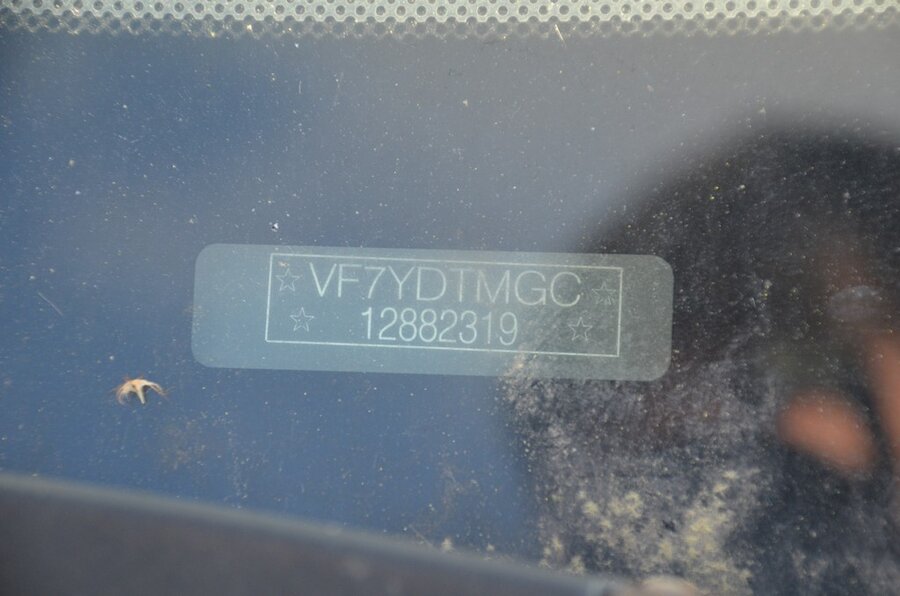 ☆ VF7YDTMGC ☆
☆ 12882319 ☆